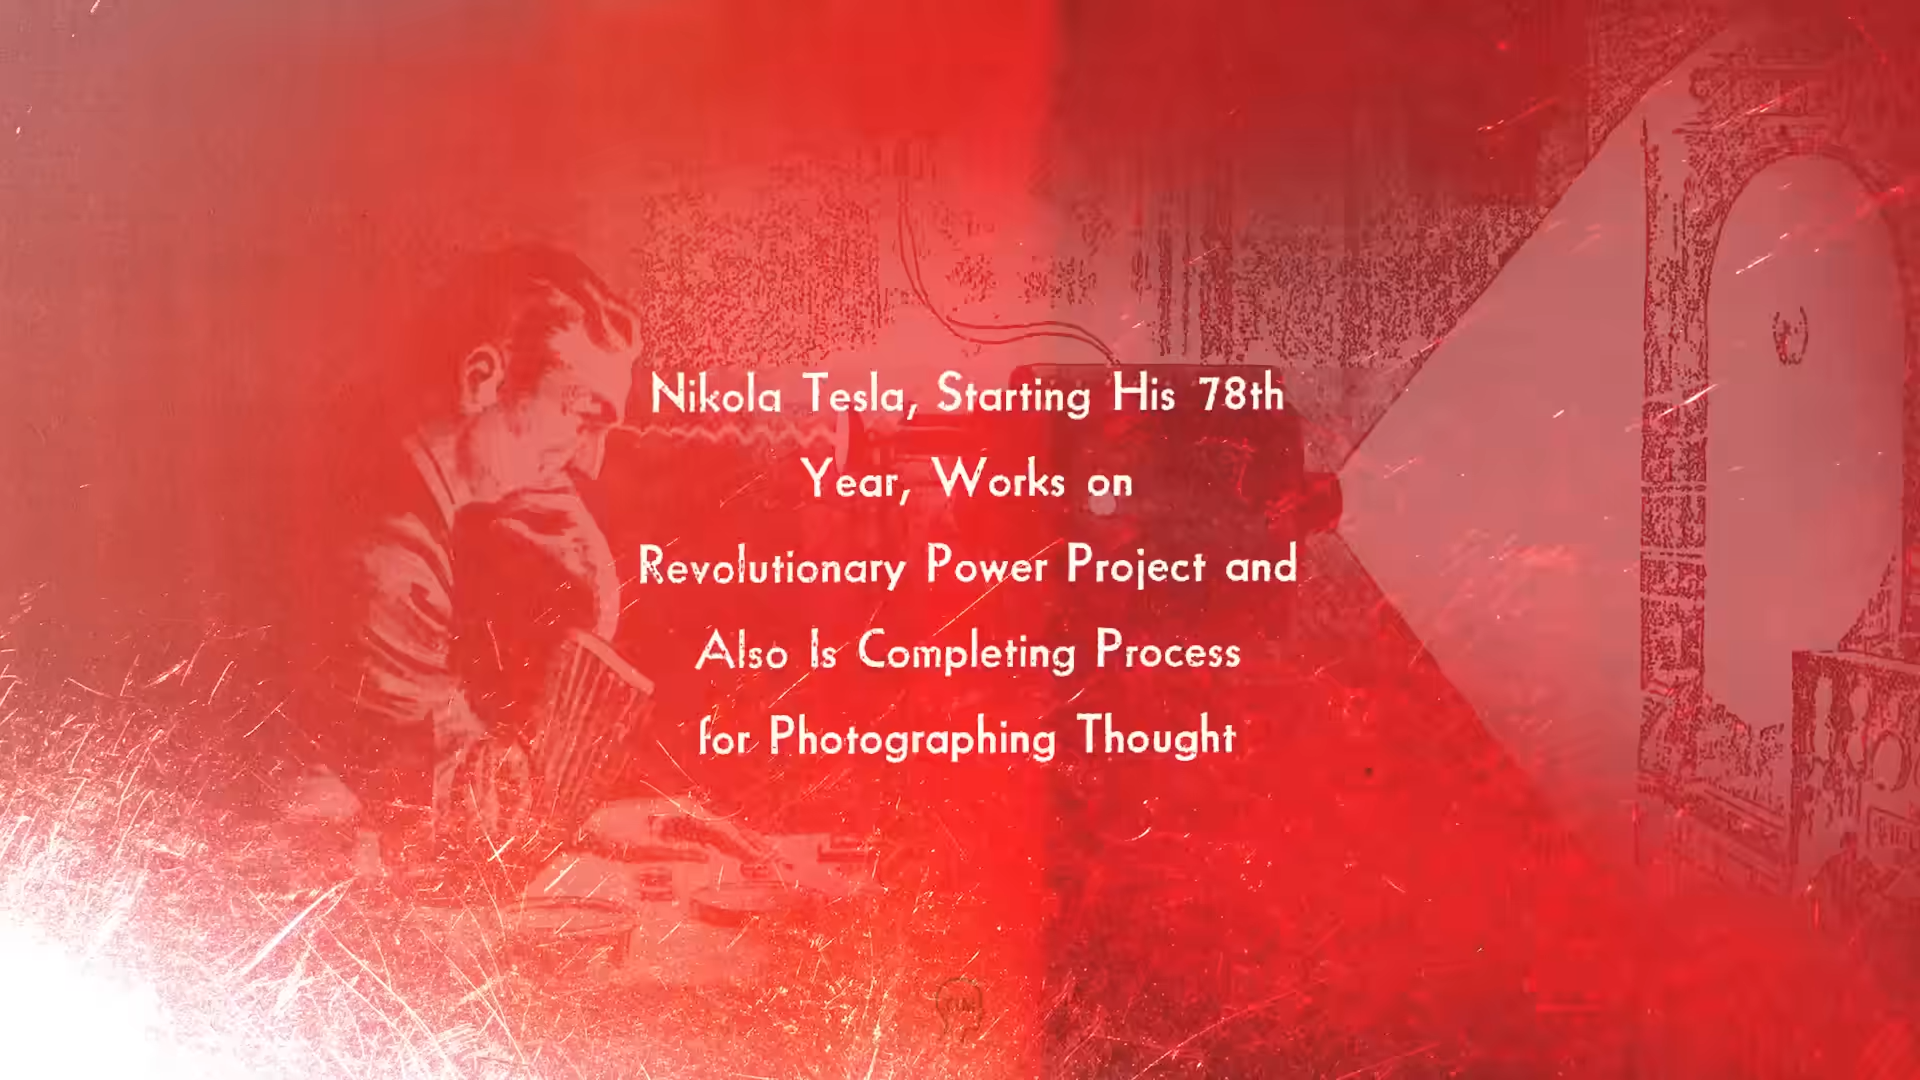 Nikola Tesla, Starting His 78th
Year, Works on
Revolutionary Power Project and
Also Is Completing Process
for Photographing Thought